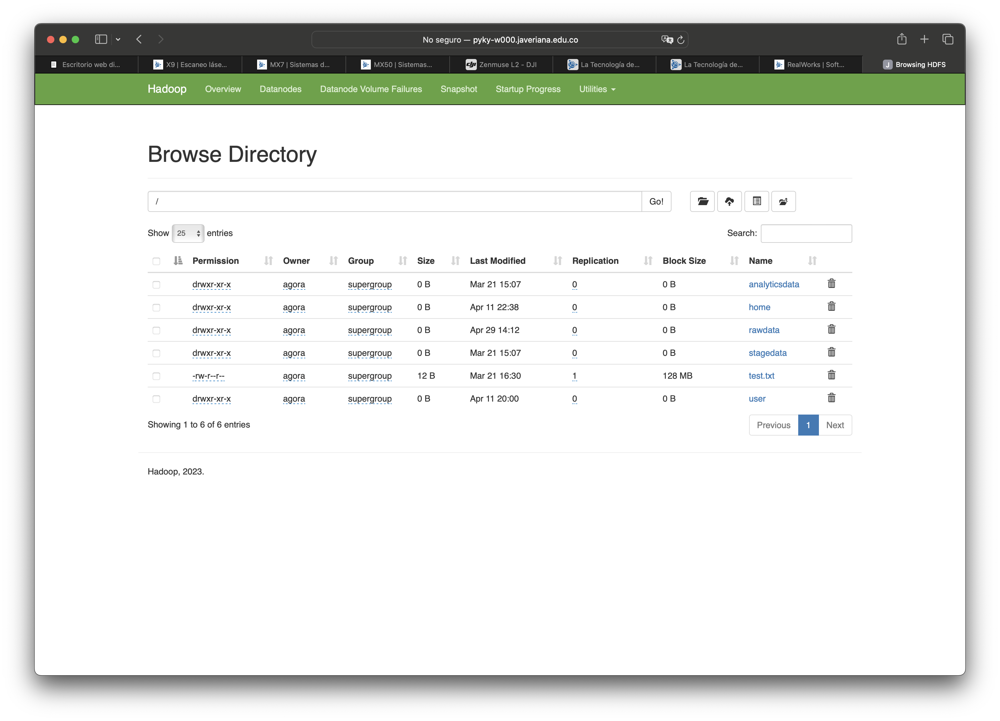 No seguro — pyky-w000.javeriana.edu.co
Escritorio web di... X9 | Escaneo láse... MX7 | Sistemas d... MX50 | Sistemas... dji Zenmuse L2 - DJI La Tecnología de... La Tecnología de... RealWorks | Soft... J Browsing HDFS
Hadoop Overview Datanodes Datanode Volume Failures Snapshot Startup Progress Utilities
Browse Directory
/ Go!
Show 25 entries Search:
Permission Owner Group Size Last Modified Replication Block Size Name
drwxr-xr-x agora supergroup 0 B Mar 21 15:07 0 0 B analyticsdata
drwxr-xr-x agora supergroup 0 B Apr 11 22:38 0 0 B home
drwxr-xr-x agora supergroup 0 B Apr 29 14:12 0 0 B rawdata
drwxr-xr-x agora supergroup 0 B Mar 21 15:07 0 0 B stagedata
-rw-r--r-- agora supergroup 12 B Mar 21 16:30 1 128 MB test.txt
drwxr-xr-x agora supergroup 0 B Apr 11 20:00 0 0 B user
Showing 1 to 6 of 6 entries Previous 1 Next
Hadoop, 2023.